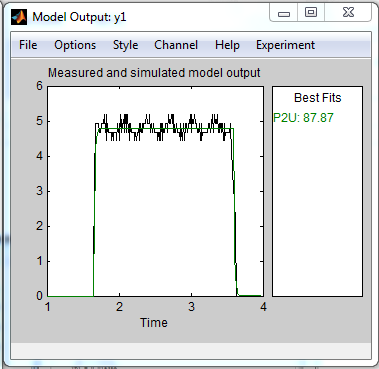 Model Output: y1
File Options Style Channel Help Experiment
Measured and simulated model output
Best Fits
P2U: 87.87
6
5
4
3
2
1
0
1 2 3 4
Time